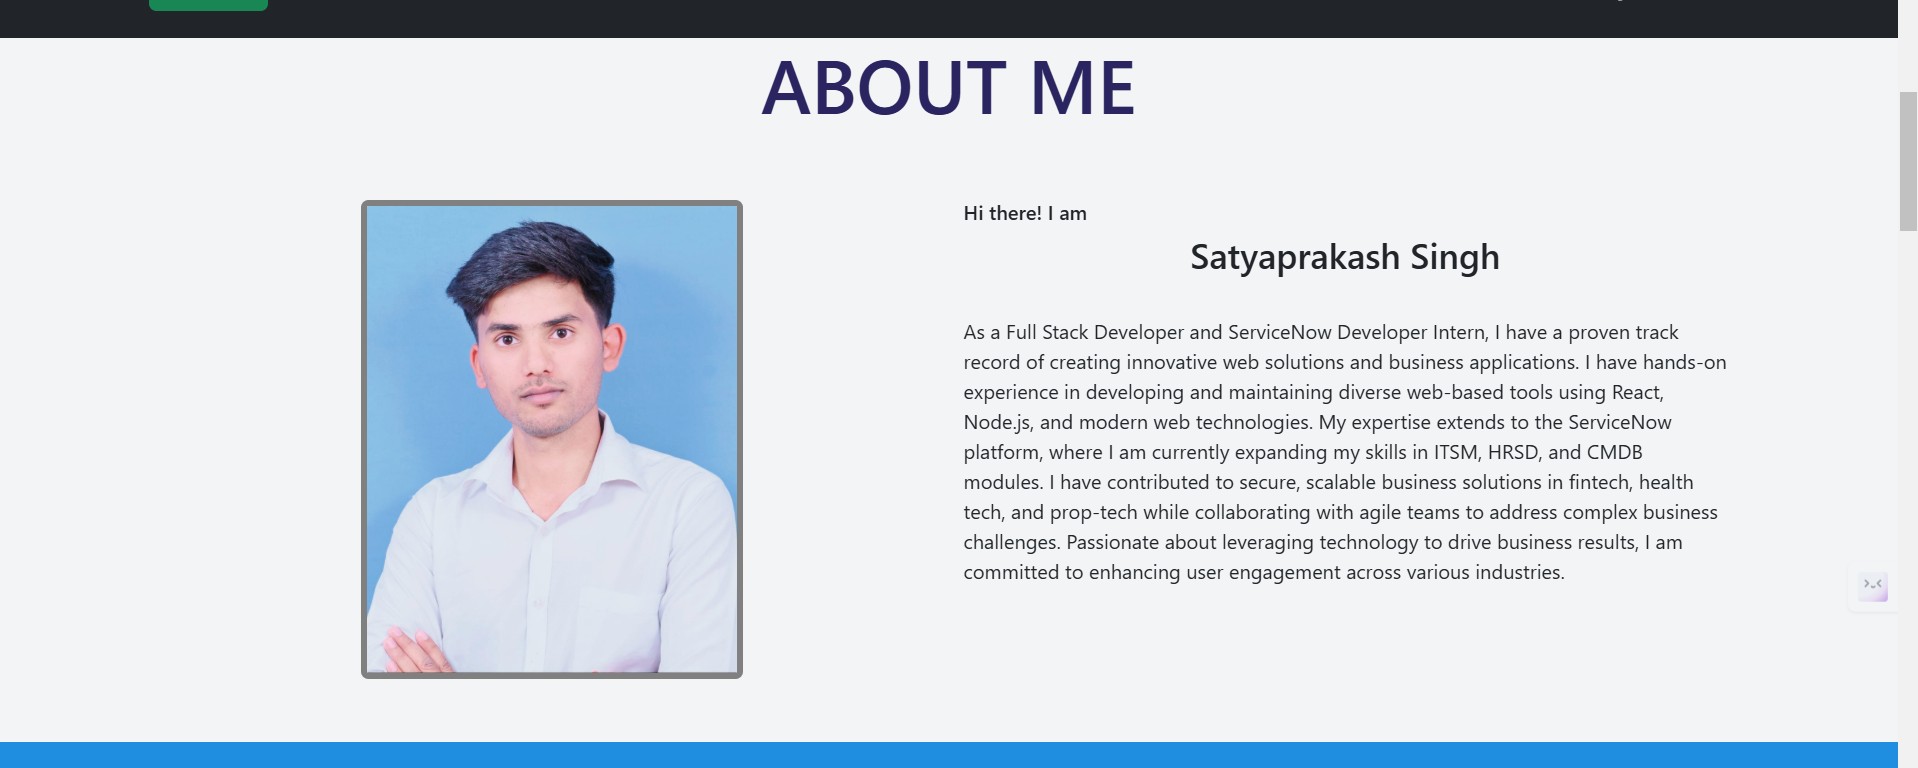 ABOUT ME
Hi there! I am
Satyaprakash Singh
As a Full Stack Developer and ServiceNow Developer Intern, I have a proven track
record of creating innovative web solutions and business applications. I have hands-on
experience in developing and maintaining diverse web-based tools using React,
Node.js, and modern web technologies. My expertise extends to the ServiceNow
platform, where I am currently expanding my skills in ITSM, HRSD, and CMDB
modules. I have contributed to secure, scalable business solutions in fintech, health
tech, and prop-tech while collaborating with agile teams to address complex business
challenges. Passionate about leveraging technology to drive business results, I am
committed to enhancing user engagement across various industries.